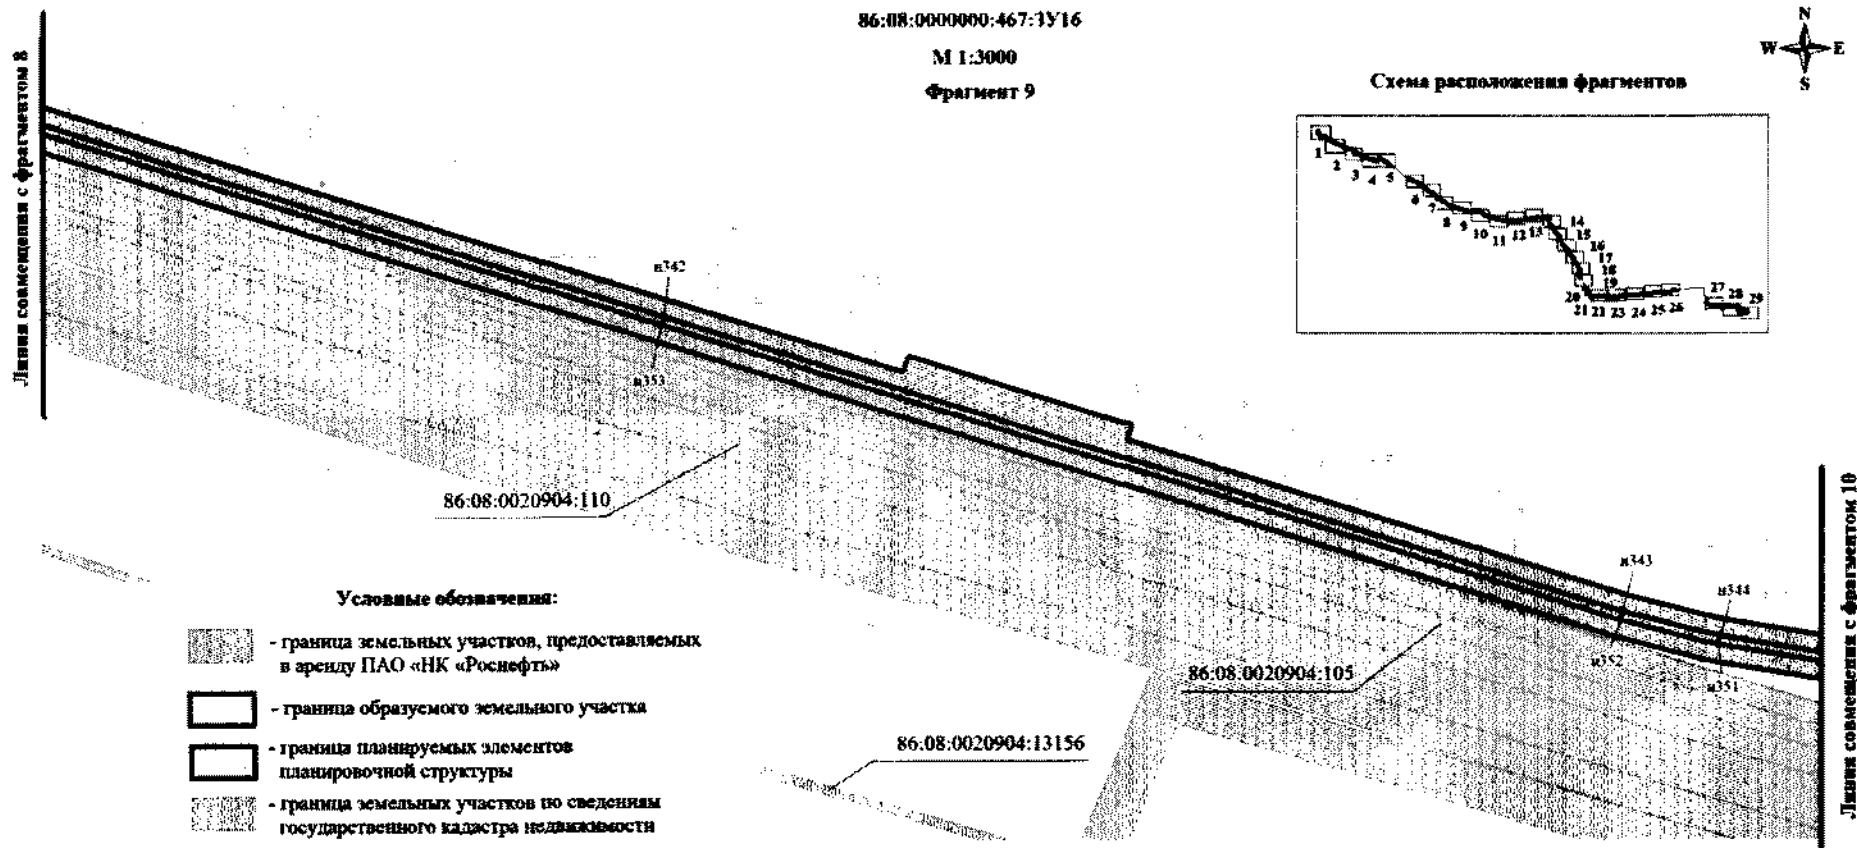 86:08:0000000:467:ЗУ16
М 1:3000
Фрагмент 9
N
W E
S
Схема расположения фрагментов
1
2
3
4
5
6
7
8
9
10
11
12
13
14
15
16
17
18
19
20
21
23
24
25
26
27
28
29
Линия совмещения с фрагментом 8
н342
н353
86:08:0020904:110
н343
н344
н352
н351
86:08:0020904:105
86:08:0020904:13156
Линия совмещения с фрагментом 10
Условные обозначения:
- граница земельных участков, предоставляемых
в аренду ПАО «НК «Роснефть»
- граница образуемого земельного участка
- граница планируемых элементов
планировочной структуры
- граница земельных участков по сведениям
государственного кадастра недвижимости